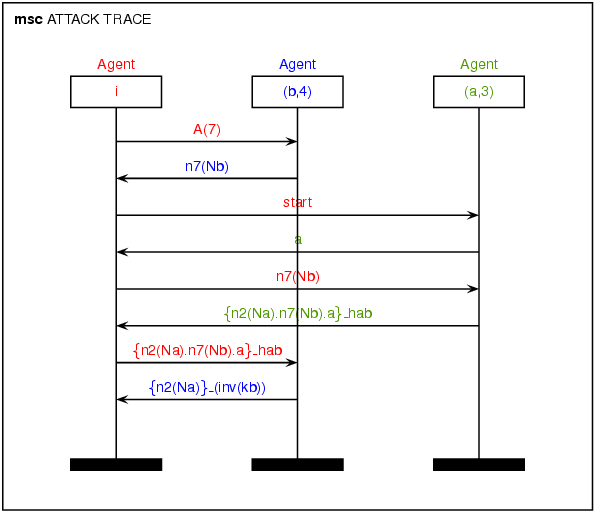 msc ATTACK TRACE
Agent Agent Agent
i (b,4) (a,3)
A(7)
n7(Nb)
start
a
n7(Nb)
{n2(Na).n7(Nb).a}_hab
{n2(Na).n7(Nb).a}_hab
{n2(Na)}_(inv(kb))